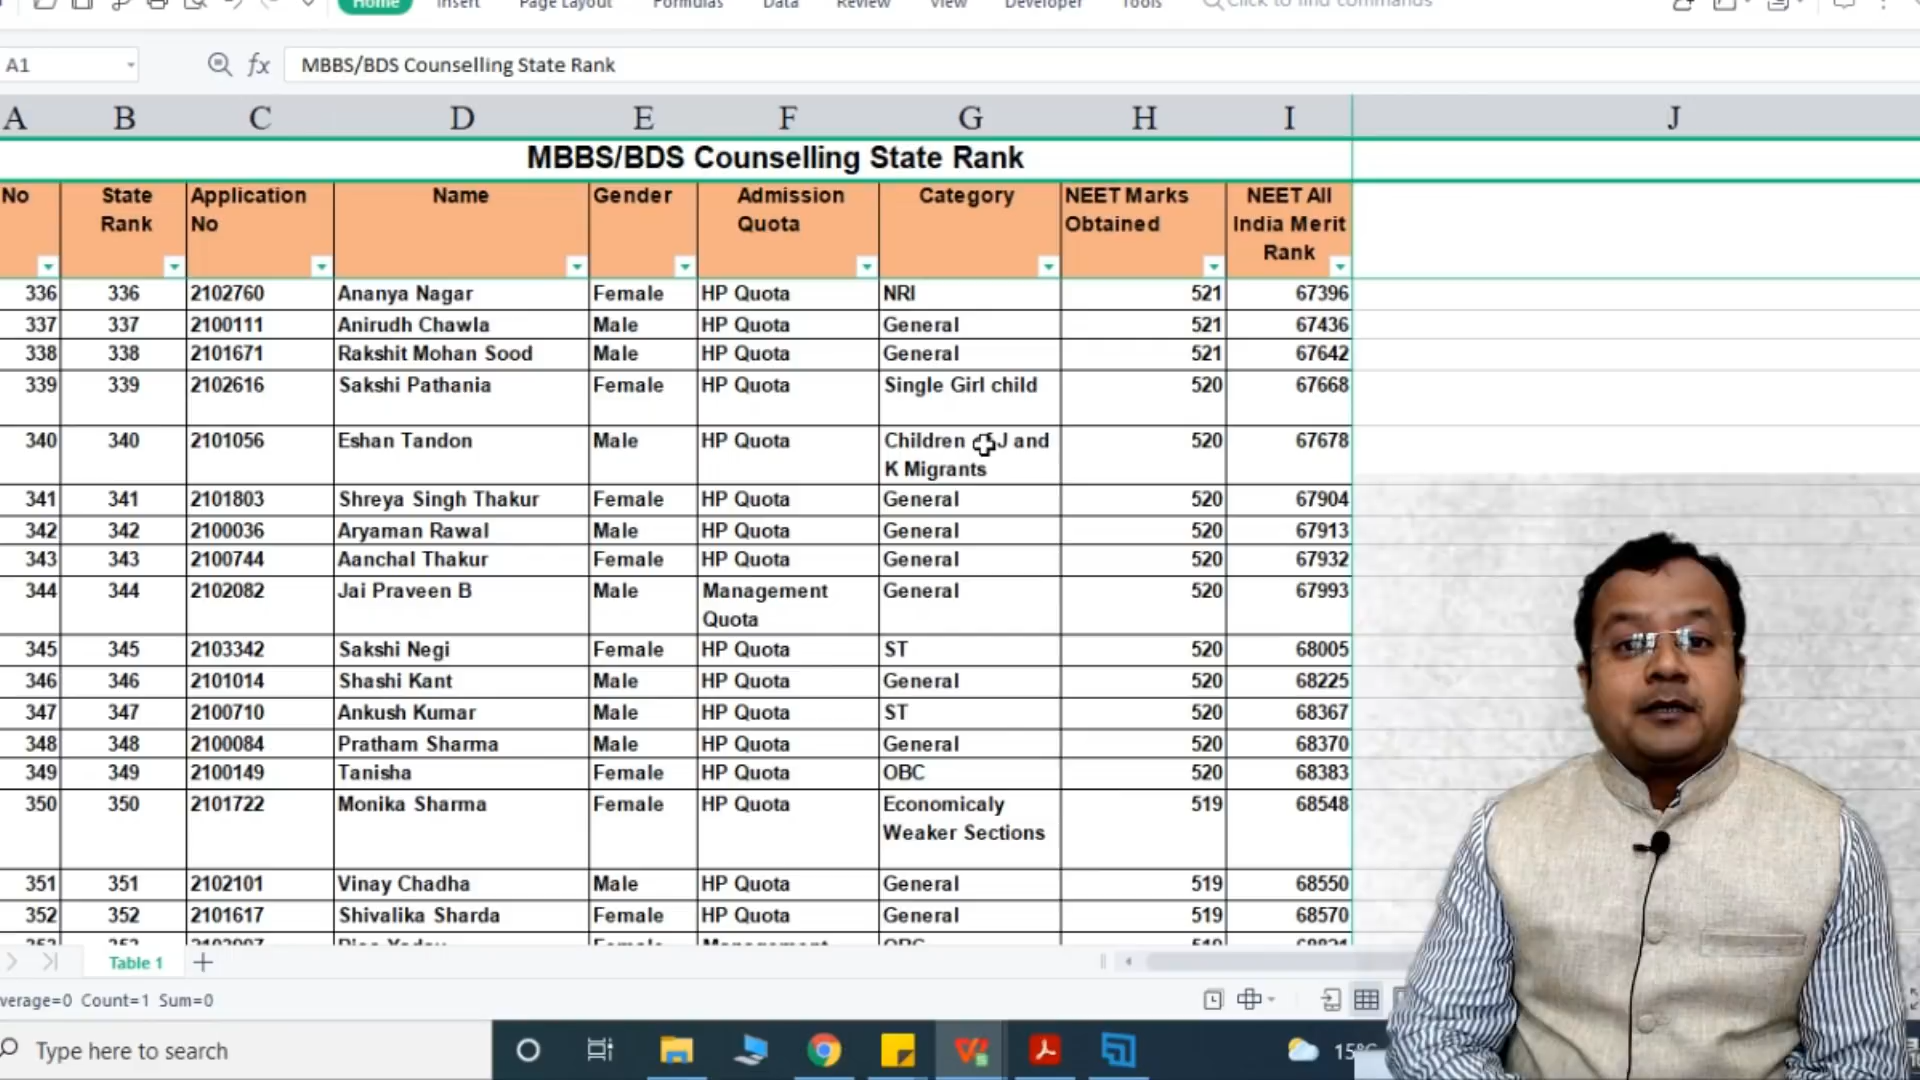 Home Insert Page Layout Formulas Data Review View Developer Tools Click to find commands
A1 fx MBBS/BDS Counselling State Rank
A B C D E F G H I J
MBBS/BDS Counselling State Rank
No State Rank Application No Name Gender Admission Quota Category NEET Marks Obtained NEET All India Merit Rank
336 336 2102760 Ananya Nagar Female HP Quota NRI 521 67396
337 337 2100111 Anirudh Chawla Male HP Quota General 521 67436
338 338 2101671 Rakshit Mohan Sood Male HP Quota General 521 67642
339 339 2102616 Sakshi Pathania Female HP Quota Single Girl child 520 67668
340 340 2101056 Eshan Tandon Male HP Quota Children J and K Migrants 520 67678
341 341 2101803 Shreya Singh Thakur Female HP Quota General 520 67904
342 342 2100036 Aryaman Rawal Male HP Quota General 520 67913
343 343 2100744 Aanchal Thakur Female HP Quota General 520 67932
344 344 2102082 Jai Praveen B Male Management Quota General 520 67993
345 345 2103342 Sakshi Negi Female HP Quota ST 520 68005
346 346 2101014 Shashi Kant Male HP Quota General 520 68225
347 347 2100710 Ankush Kumar Male HP Quota ST 520 68367
348 348 2100084 Pratham Sharma Male HP Quota General 520 68370
349 349 2100149 Tanisha Female HP Quota OBC 520 68383
350 350 2101722 Monika Sharma Female HP Quota Economicaly Weaker Sections 519 68548
351 351 2102101 Vinay Chadha Male HP Quota General 519 68550
352 352 2101617 Shivalika Sharda Female HP Quota General 519 68570
Table 1
verage=0 Count=1 Sum=0
Type here to search 15°